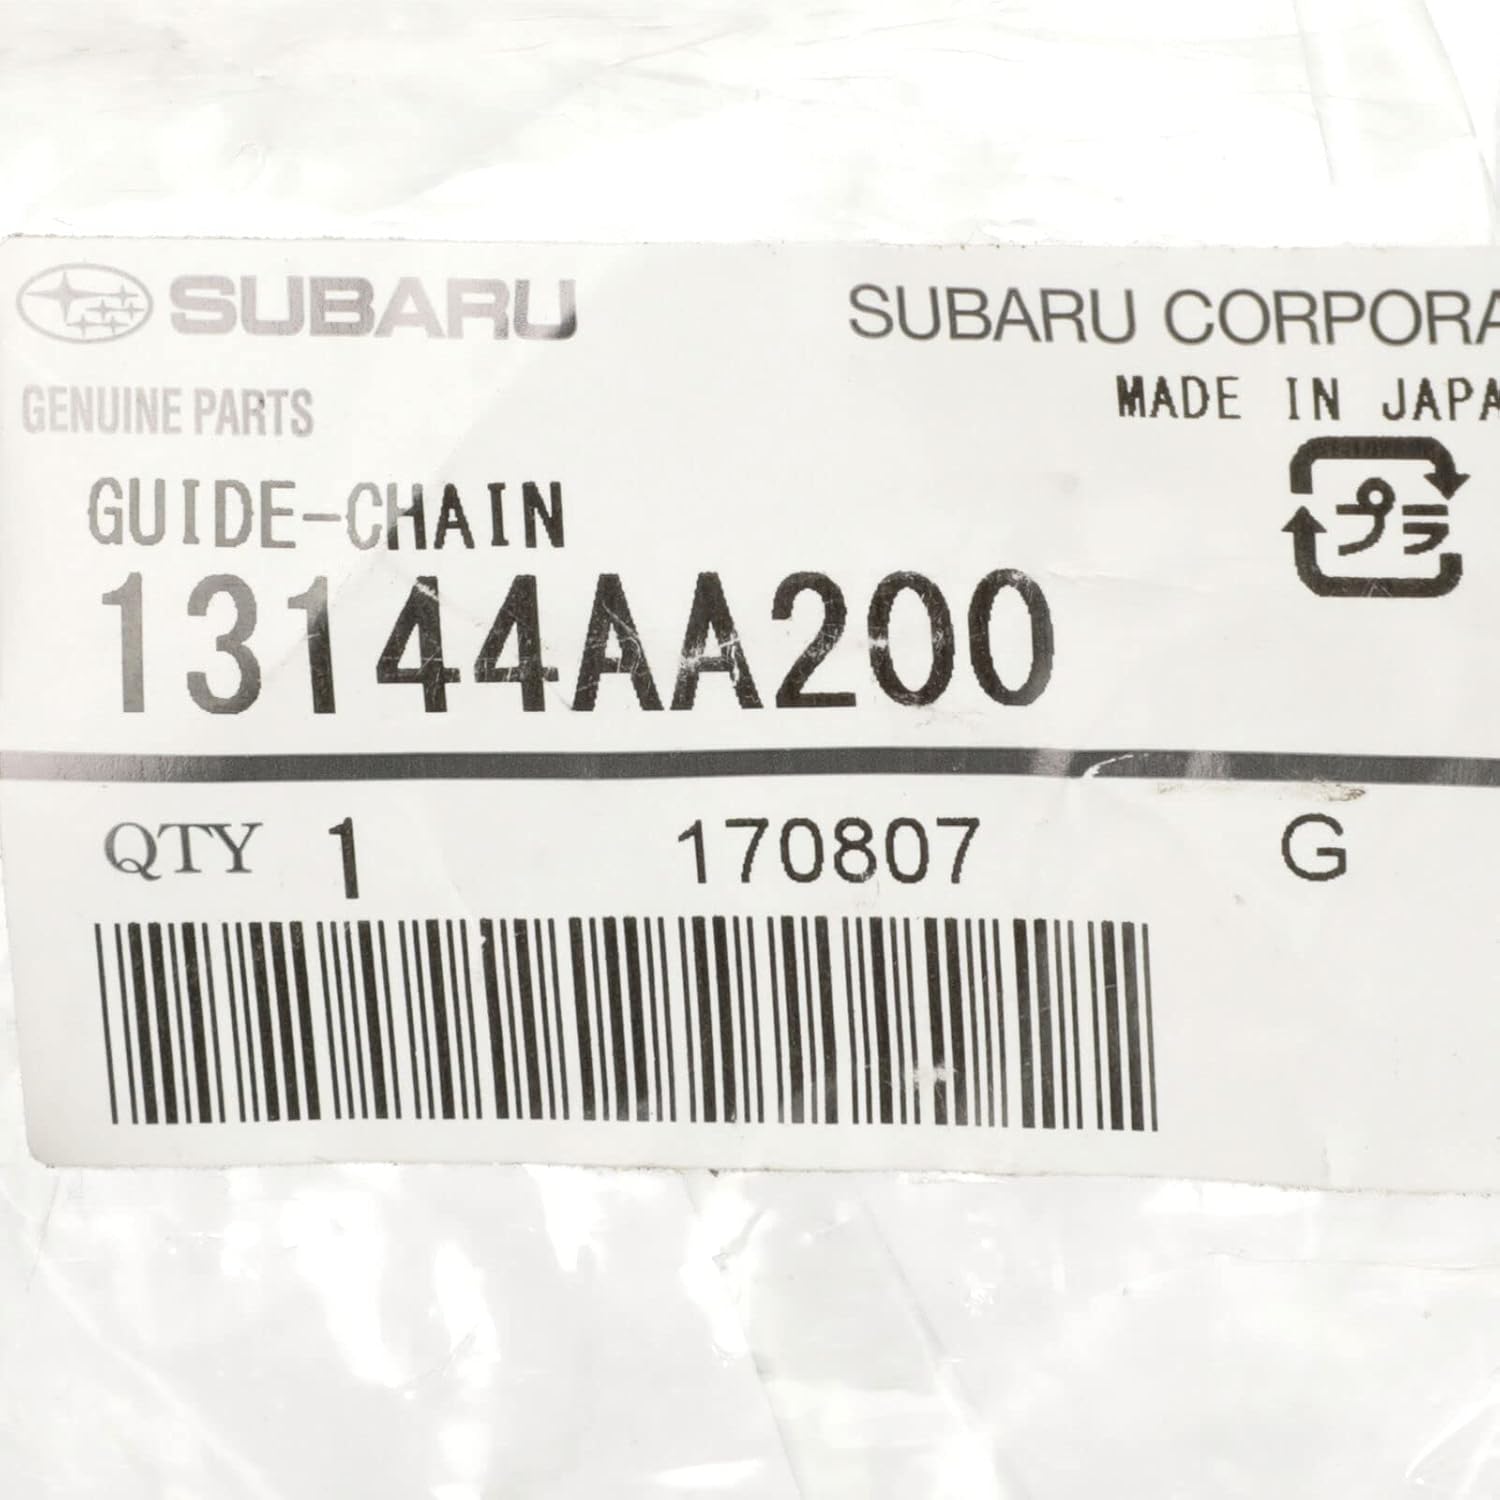 SUBARU
SUBARU CORPORA
GENUINE PARTS
MADE IN JAPA
GUIDE-CHAIN
プラ
13144AA200
QTY 1 170807 G